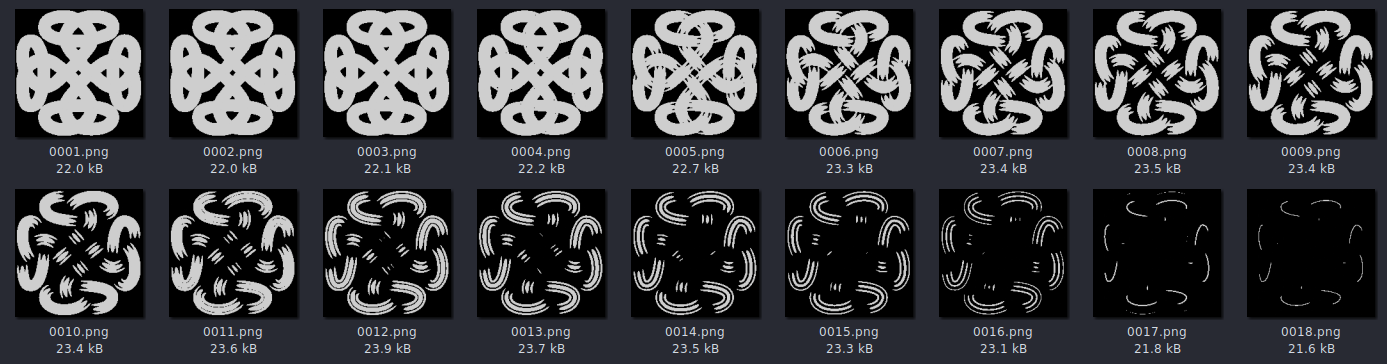 0001.png 0002.png 0003.png 0004.png 0005.png 0006.png 0007.png 0008.png 0009.png
22.0 kB 22.0 kB 22.1 kB 22.2 kB 22.7 kB 23.3 kB 23.4 kB 23.5 kB 23.4 kB
0010.png 0011.png 0012.png 0013.png 0014.png 0015.png 0016.png 0017.png 0018.png
23.4 kB 23.6 kB 23.9 kB 23.7 kB 23.5 kB 23.3 kB 23.1 kB 21.8 kB 21.6 kB